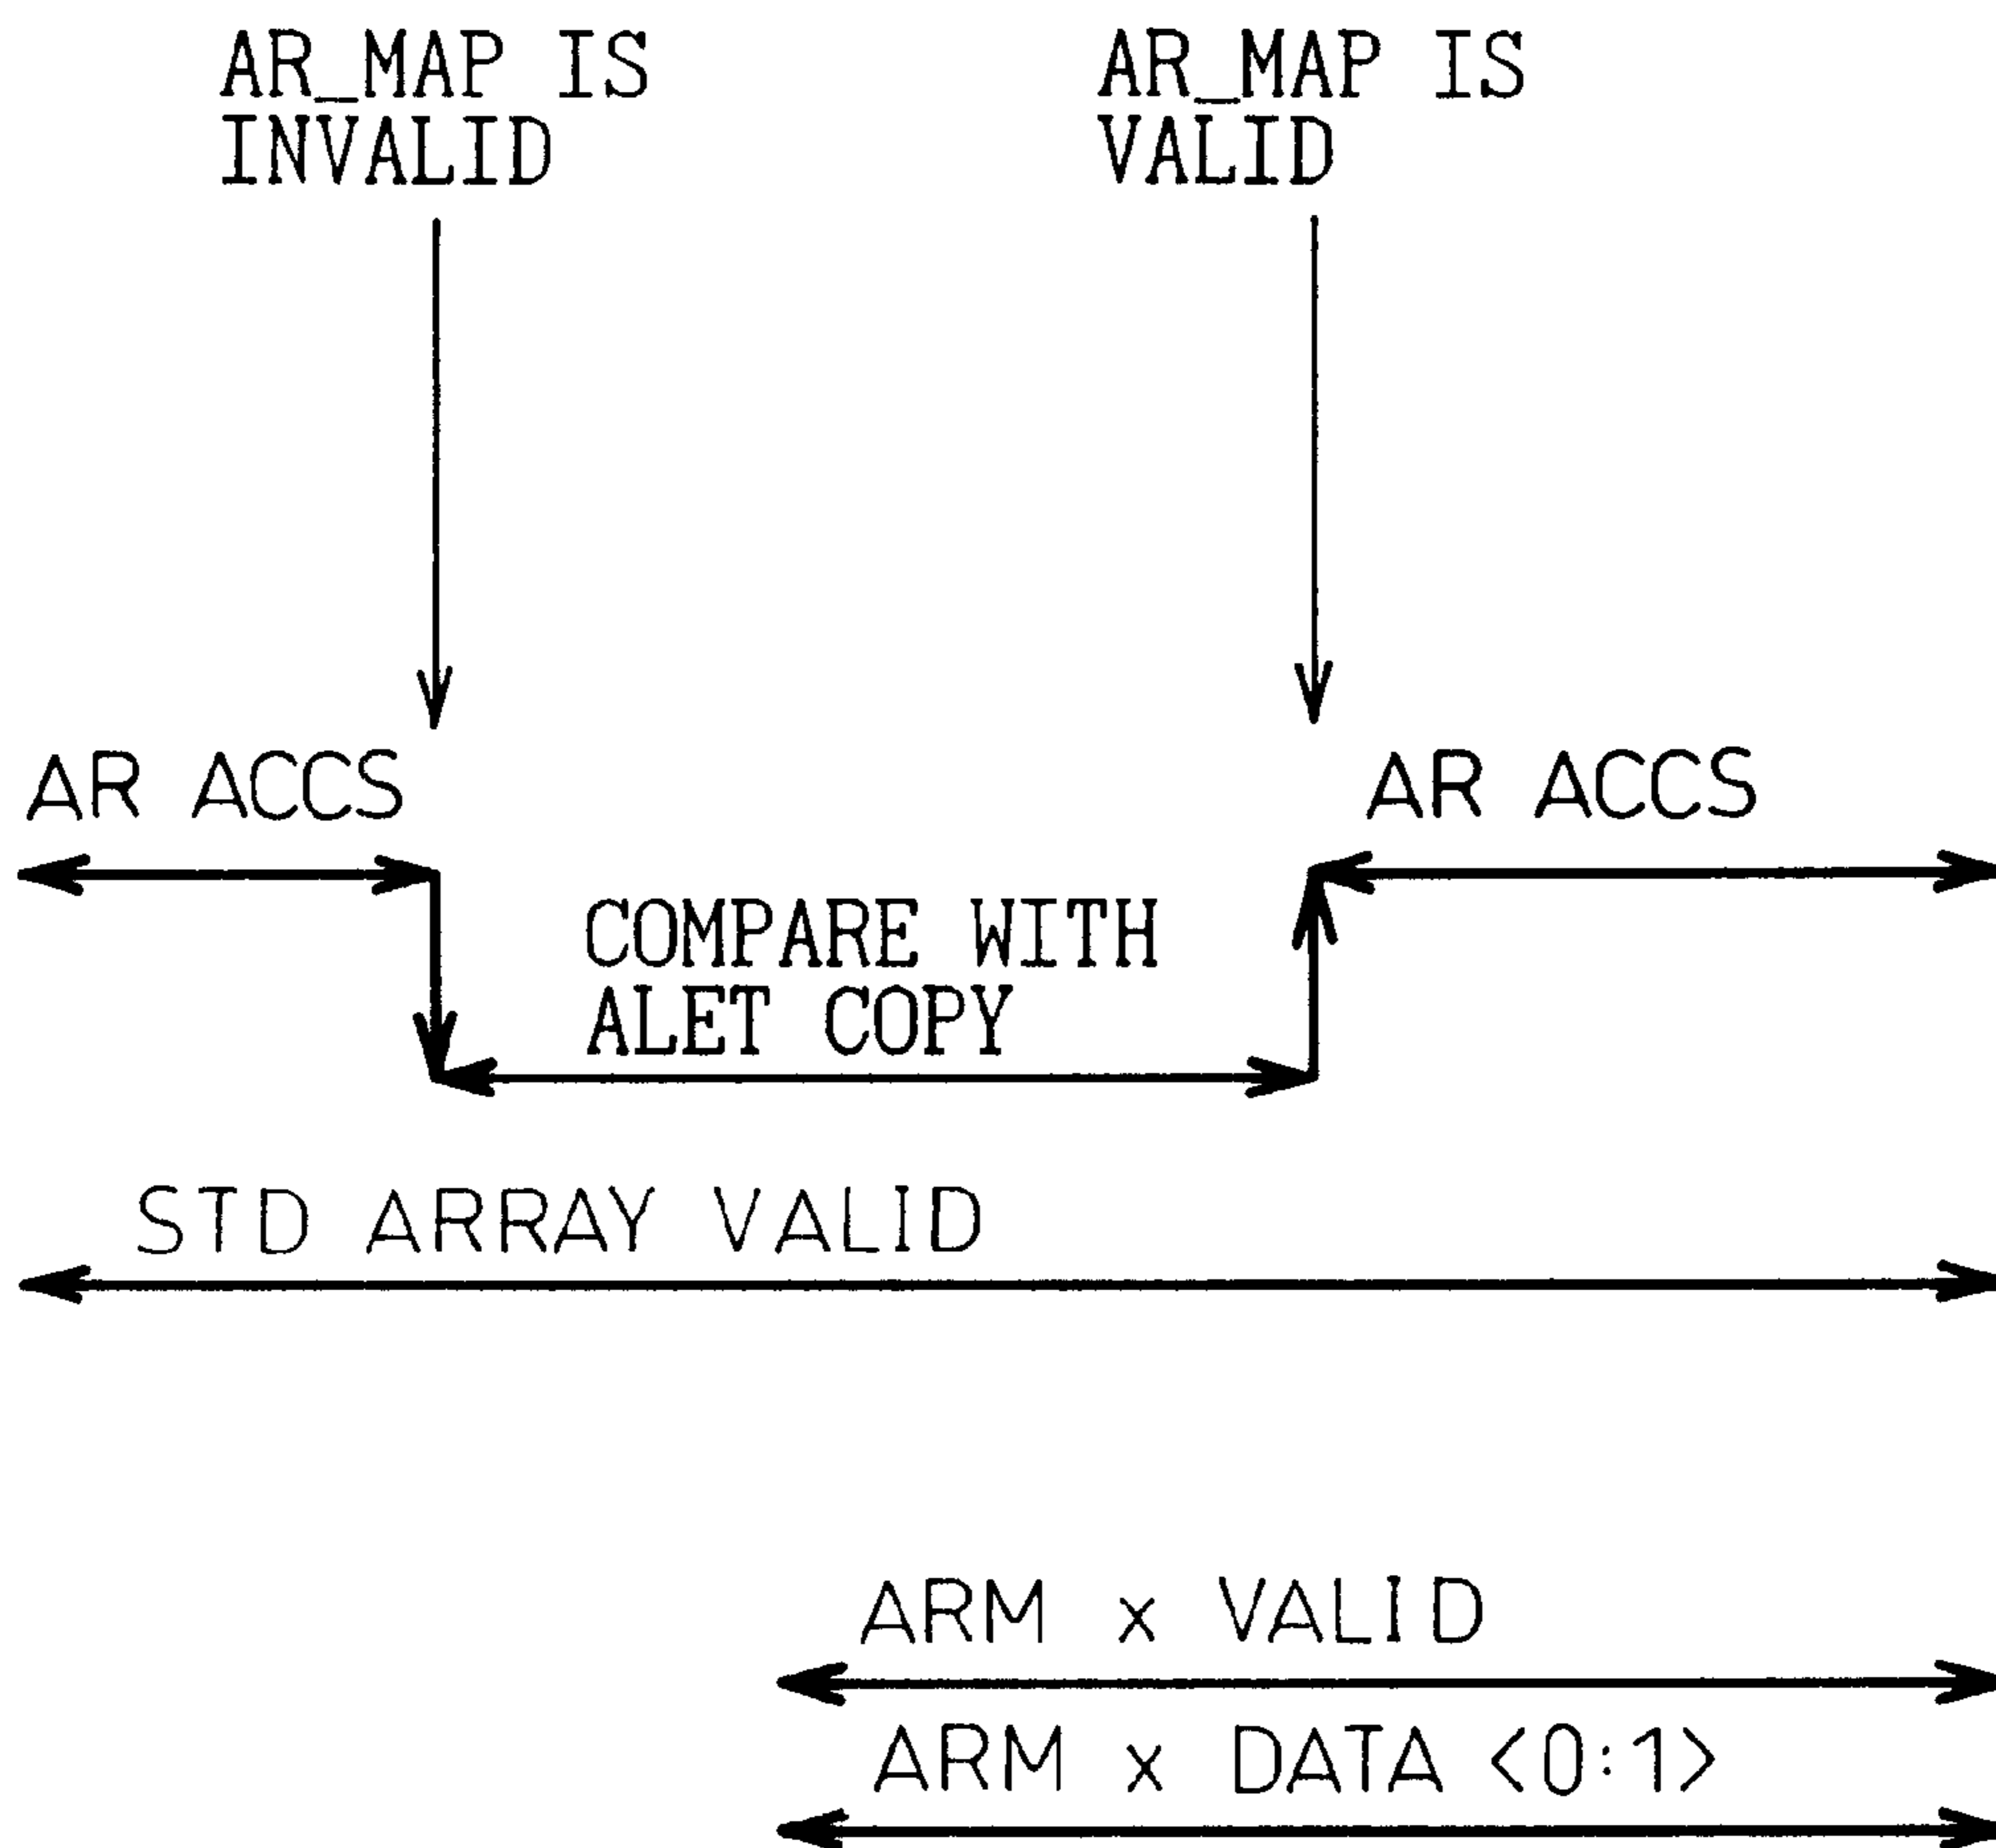 AR_MAP IS
INVALID
AR_MAP IS
VALID
AR ACCS
AR ACCS
COMPARE WITH
ALET COPY
STD ARRAY VALID
ARM x VALID
ARM x DATA <0:1>